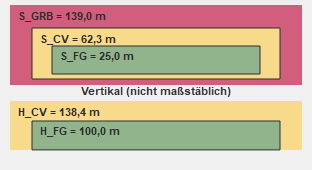 S_GRB = 139,0 m
S_CV = 62,3 m
S_FG = 25,0 m
Vertikal (nicht maßstäblich)
H_CV = 138,4 m
H_FG = 100,0 m